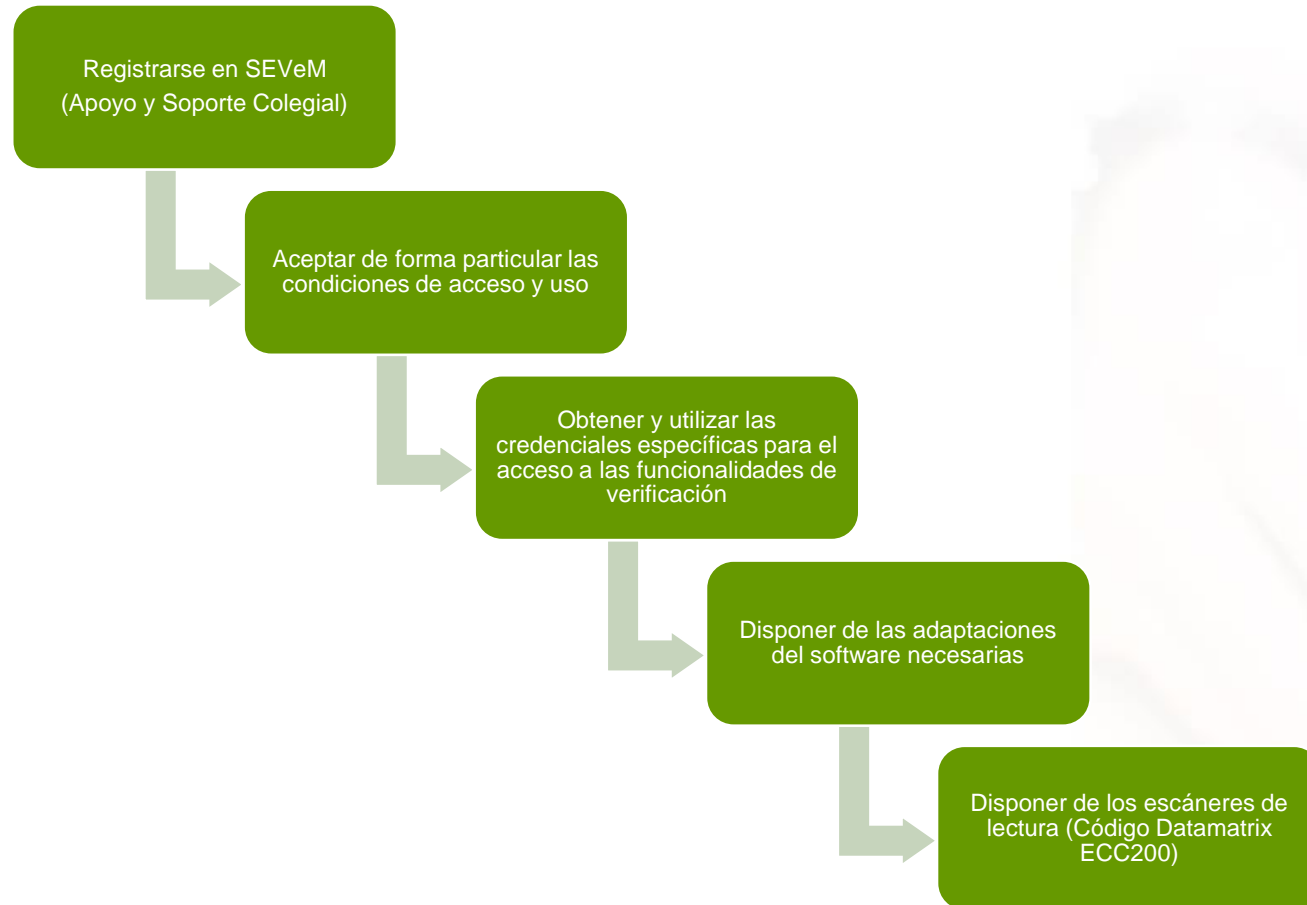 Registrarse en SEVeM
(Apoyo y Soporte Colegial)
Aceptar de forma particular las
condiciones de acceso y uso
Obtener y utilizar las
credenciales específicas para el
acceso a las funcionalidades de
verificación
Disponer de las adaptaciones
del software necesarias
Disponer de los escáneres de
lectura (Código Datamatrix
ECC200)